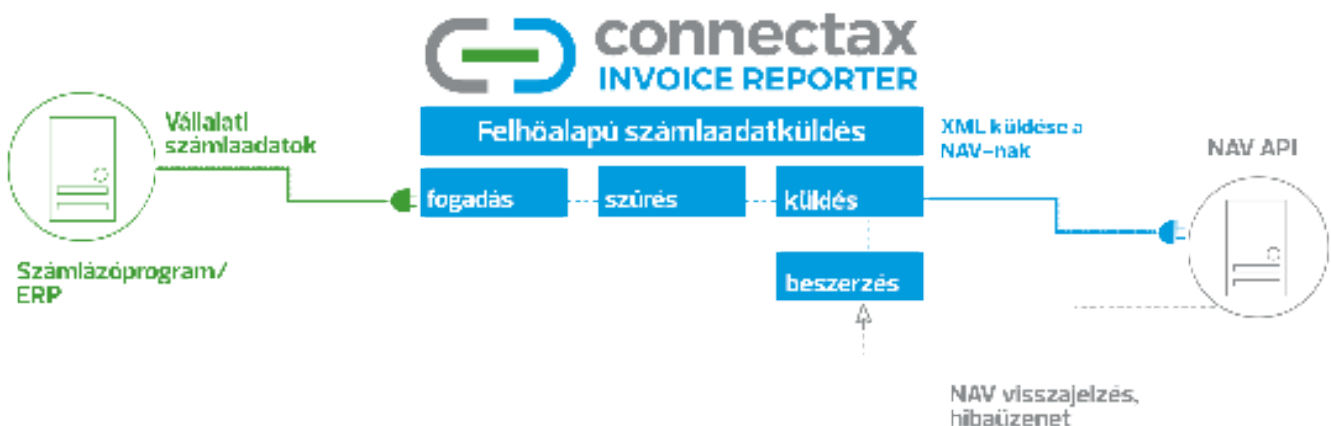 connectax
INVOICE REPORTER
Felhőalapú számlaadatküldés
Vállalati
számlaadatok
XML küldése a
NAV-nak
NAV API
fogadás
szűrés
küldés
beszerzés
Számlázóprogram/
ERP
NAV visszajelzés,
hibaüzenet